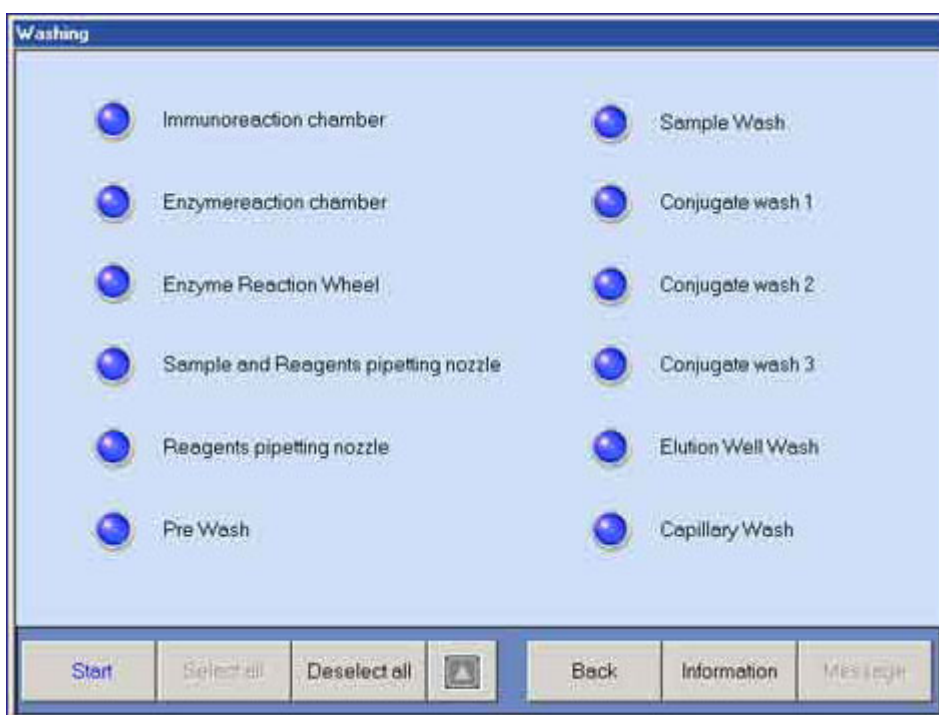 Washing
Immunoreaction chamber
Enzymereaction chamber
Enzyme Reaction Wheel
Sample and Reagents pipetting nozzle
Reagents pipetting nozzle
Pre Wash
Sample Wash
Conjugate wash 1
Conjugate wash 2
Conjugate wash 3
Elution Well Wash
Capillary Wash
Start
Select all
Deselect all
Back
Information
Message